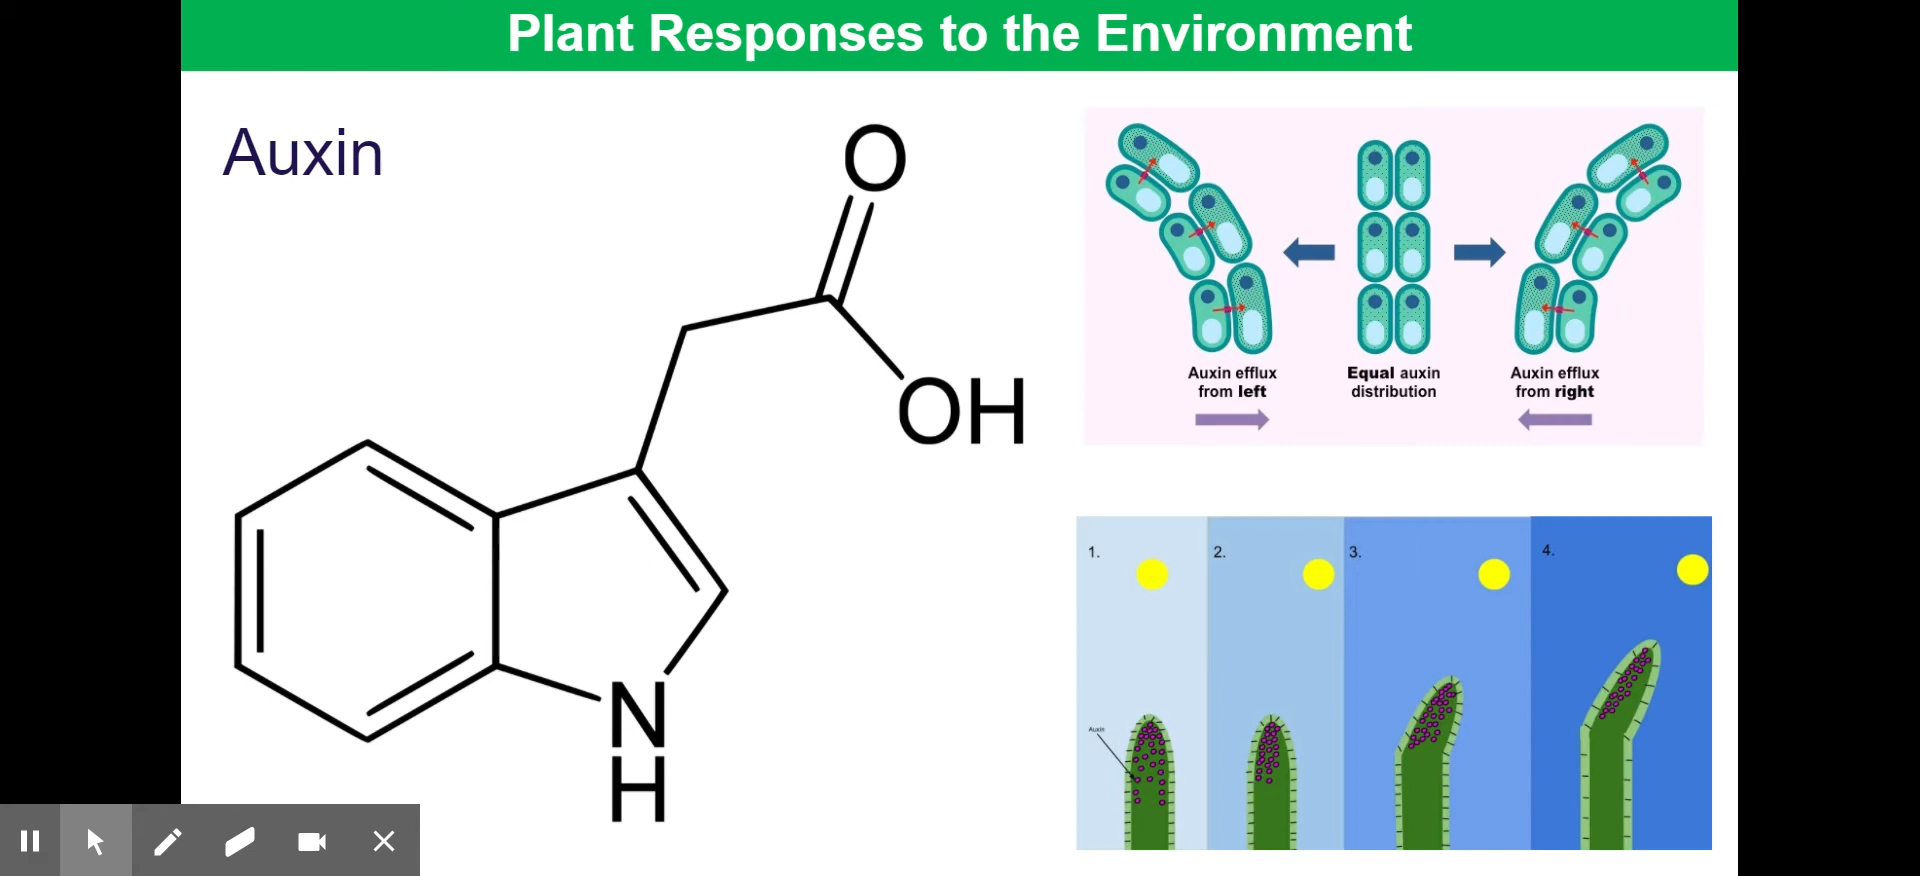 Plant Responses to the Environment
Auxin
O
OH
N
H
Auxin efflux
from left
Equal auxin
distribution
Auxin efflux
from right
1.
2.
3.
4.
Auxin